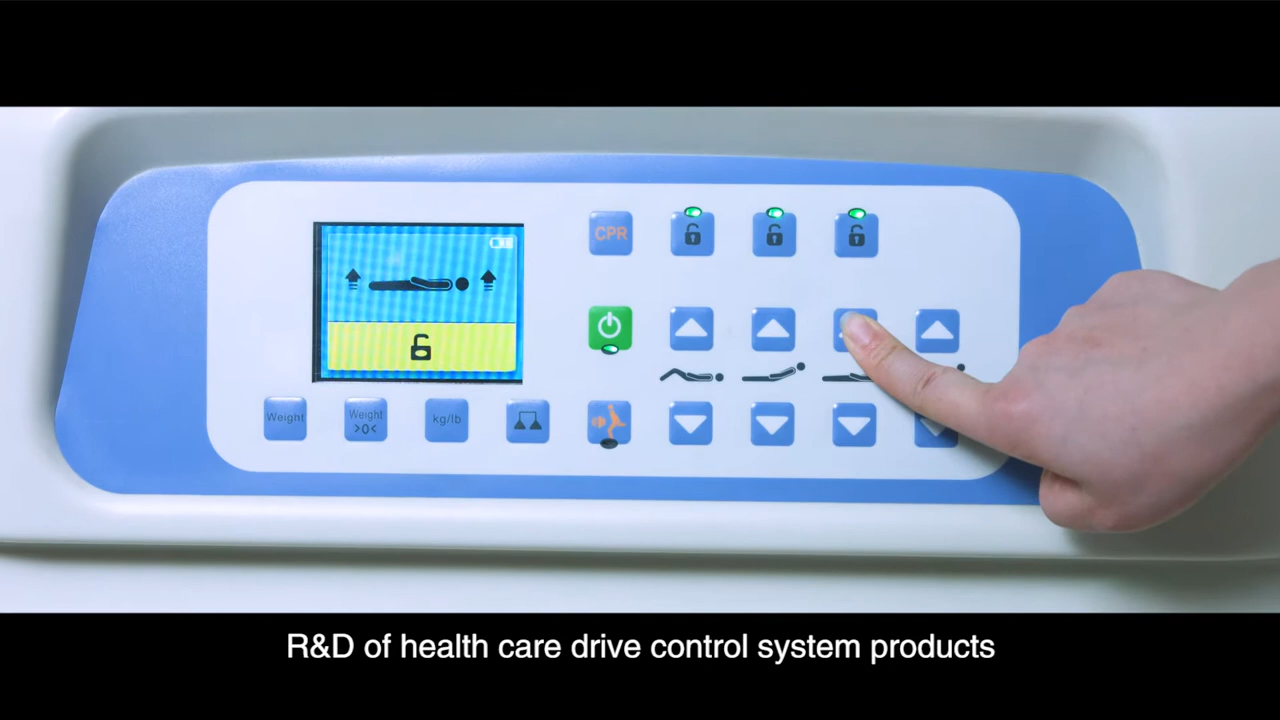 CPR
Weight
Weight
>0<
kg/lb
R&D of health care drive control system products